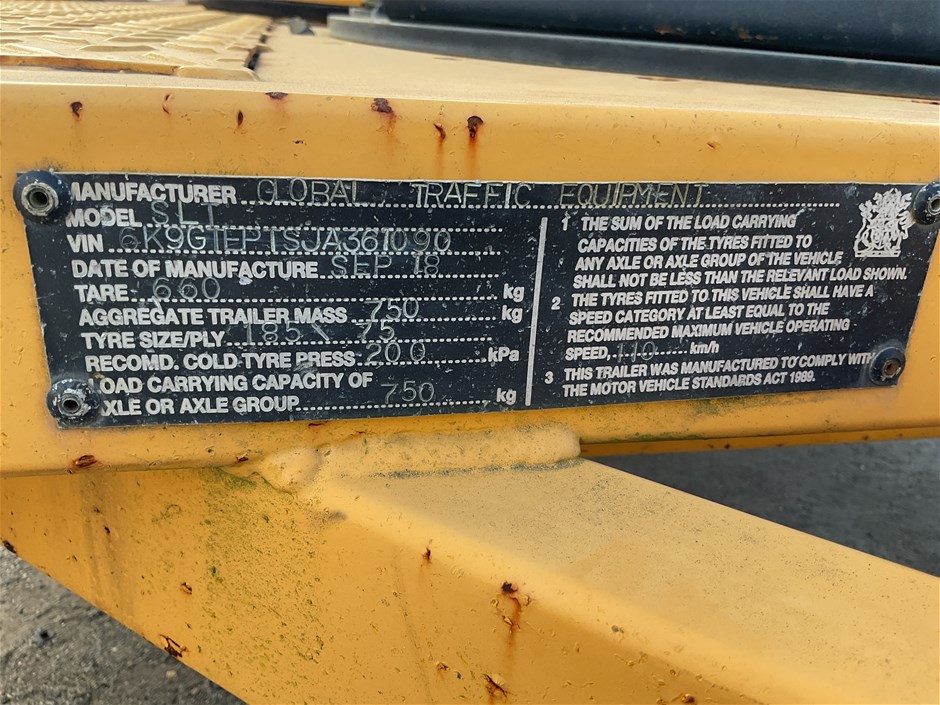 MANUFACTURER GLOBAL TRAFFIC EQUIPMENT
MODEL SLT
VIN 6K9GTEPTSJA361090
DATE OF MANUFACTURE SEP 18
TARE 660 kg
AGGREGATE TRAILER MASS 750 kg
TYRE SIZE/PLY 185 \ 75
RECOMD. COLD TYRE PRESS 200 kPa
LOAD CARRYING CAPACITY OF
AXLE OR AXLE GROUP 750 kg
1 THE SUM OF THE LOAD CARRYING
CAPACITIES OF THE TYRES FITTED TO
ANY AXLE OR AXLE GROUP OF THE VEHICLE
SHALL NOT BE LESS THAN THE RELEVANT LOAD SHOWN.
2. THE TYRES FITTED TO THIS VEHICLE SHALL HAVE A
SPEED CATEGORY AT LEAST EQUAL TO THE
RECOMMENDED MAXIMUM VEHICLE OPERATING
SPEED, 110 km/h
3 THIS TRAILER WAS MANUFACTURED TO COMPLY WITH
THE MOTOR VEHICLE STANDARDS ACT 1989.